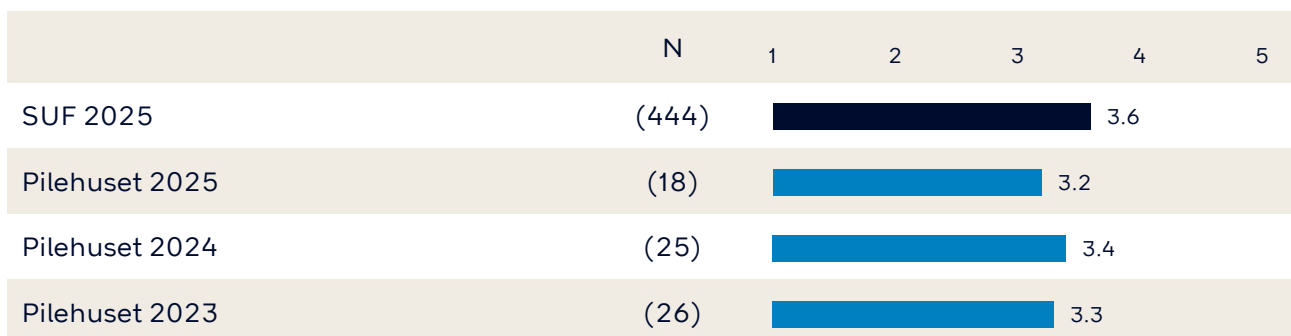 N 1 2 3 4 5
SUF 2025 (444) 3.6
Pilehuset 2025 (18) 3.2
Pilehuset 2024 (25) 3.4
Pilehuset 2023 (26) 3.3